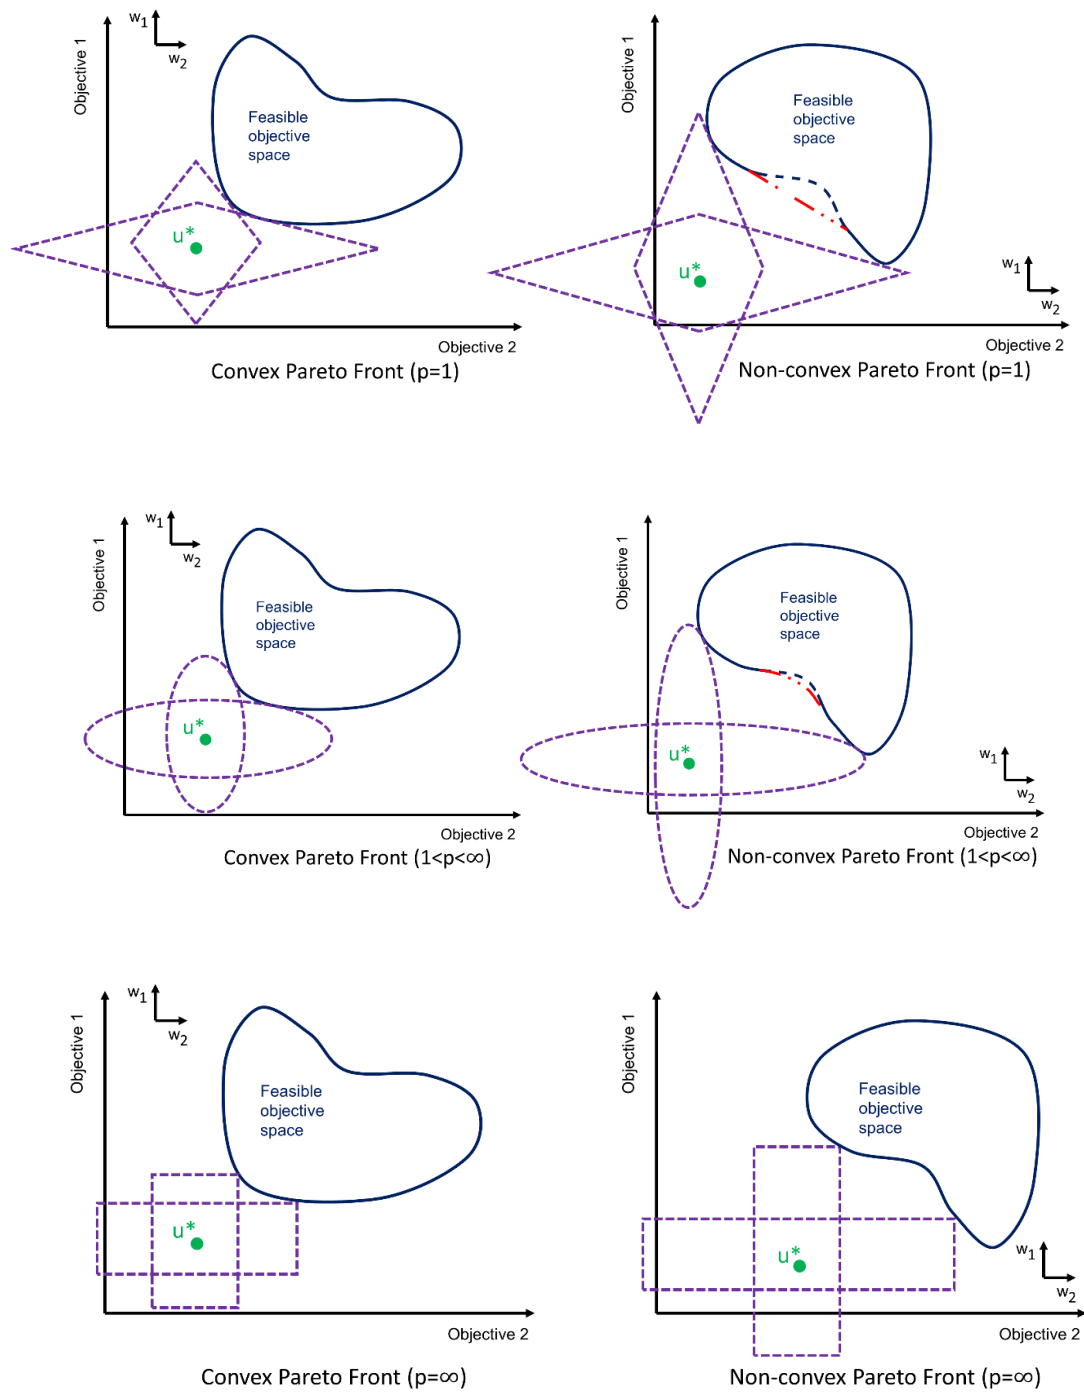 w1
w2
Objective 1
Feasible
objective
space
u*
Objective 2
Convex Pareto Front (p=1)
Objective 1
Feasible
objective
space
u*
w1
w2
Objective 2
Non-convex Pareto Front (p=1)
w1
w2
Objective 1
Feasible
objective
space
u*
Objective 2
Convex Pareto Front (1<p<∞)
Objective 1
Feasible
objective
space
u*
w1
w2
Objective 2
Non-convex Pareto Front (1<p<∞)
w1
w2
Objective 1
Feasible
objective
space
u*
Objective 2
Convex Pareto Front (p=∞)
Objective 1
Feasible
objective
space
u*
w1
w2
Objective 2
Non-convex Pareto Front (p=∞)